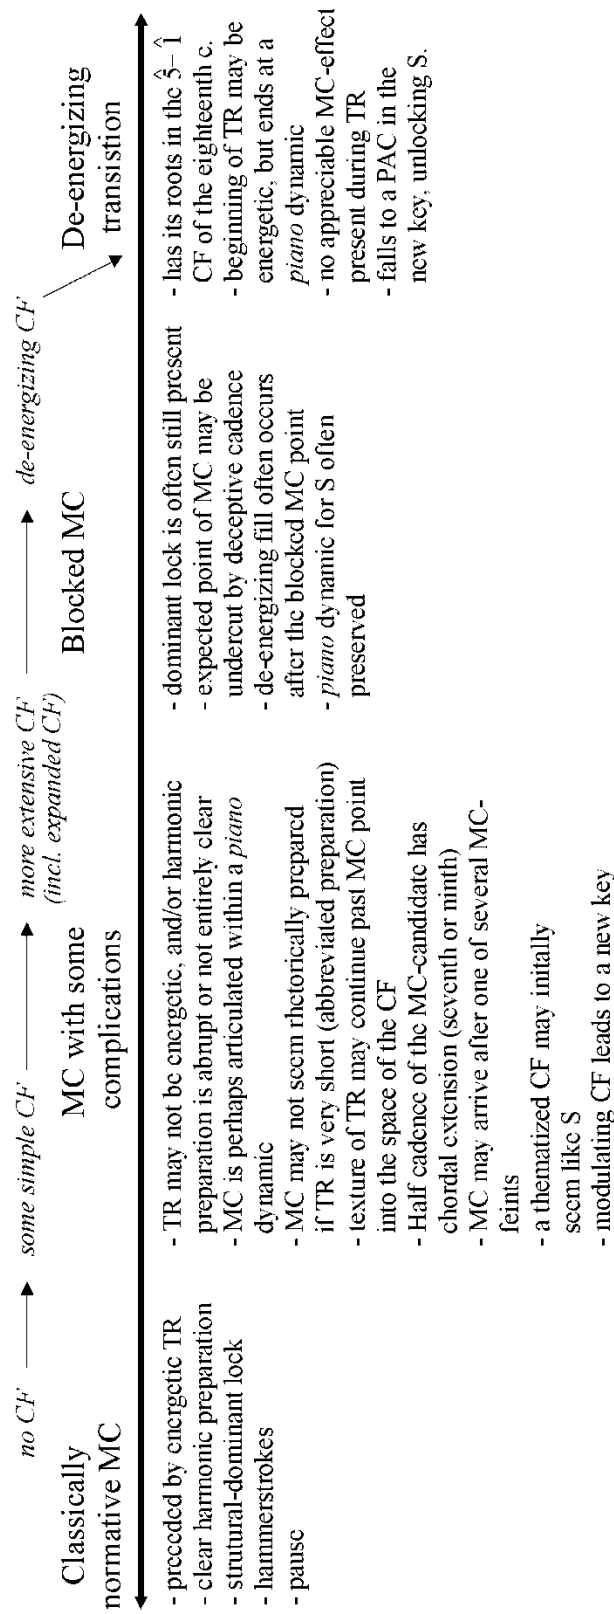 no CF ⟶ some simple CF ⟶ more extensive CF ⟶ de-energizing CF
(incl. expanded CF)
Classically
normative MC
MC with some
complications
Blocked MC
De-energizing
transistion
- preceded by energetic TR
- clear harmonic preparation
- strutural-dominant lock
- hammerstrokes
- pause
- TR may not be energetic, and/or harmonic
preparation is abrupt or not entirely clear
- MC is perhaps articulated within a piano
dynamic
- MC may not seem rhetorically prepared
if TR is very short (abbreviated preparation)
- texture of TR may continue past MC point
into the space of the CF
- Half cadence of the MC-candidate has
chordal extension (seventh or ninth)
- MC may arrive after one of several MC-
feints
- a thematized CF may initally
seem like S
- modulating CF leads to a new key
- dominant lock is often still present
- expected point of MC may be
undercut by deceptive cadence
- de-energizing fill often occurs
after the blocked MC point
- piano dynamic for S often
preserved
- has its roots in the 5̂–1̂
CF of the eighteenth c.
- beginning of TR may be
energetic, but ends at a
piano dynamic
- no appreciable MC-effect
present during TR
- falls to a PAC in the
new key, unlocking S.